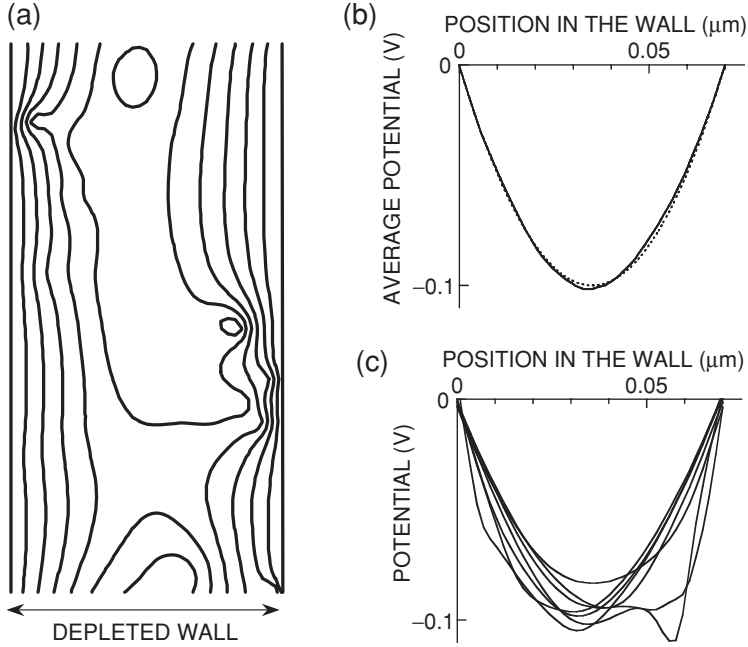 (a)
DEPLETED WALL
(b)
POSITION IN THE WALL (μm)
0
0.05
AVERAGE POTENTIAL (V)
0
−0.1
(c)
POSITION IN THE WALL (μm)
0
0.05
POTENTIAL (V)
0
−0.1